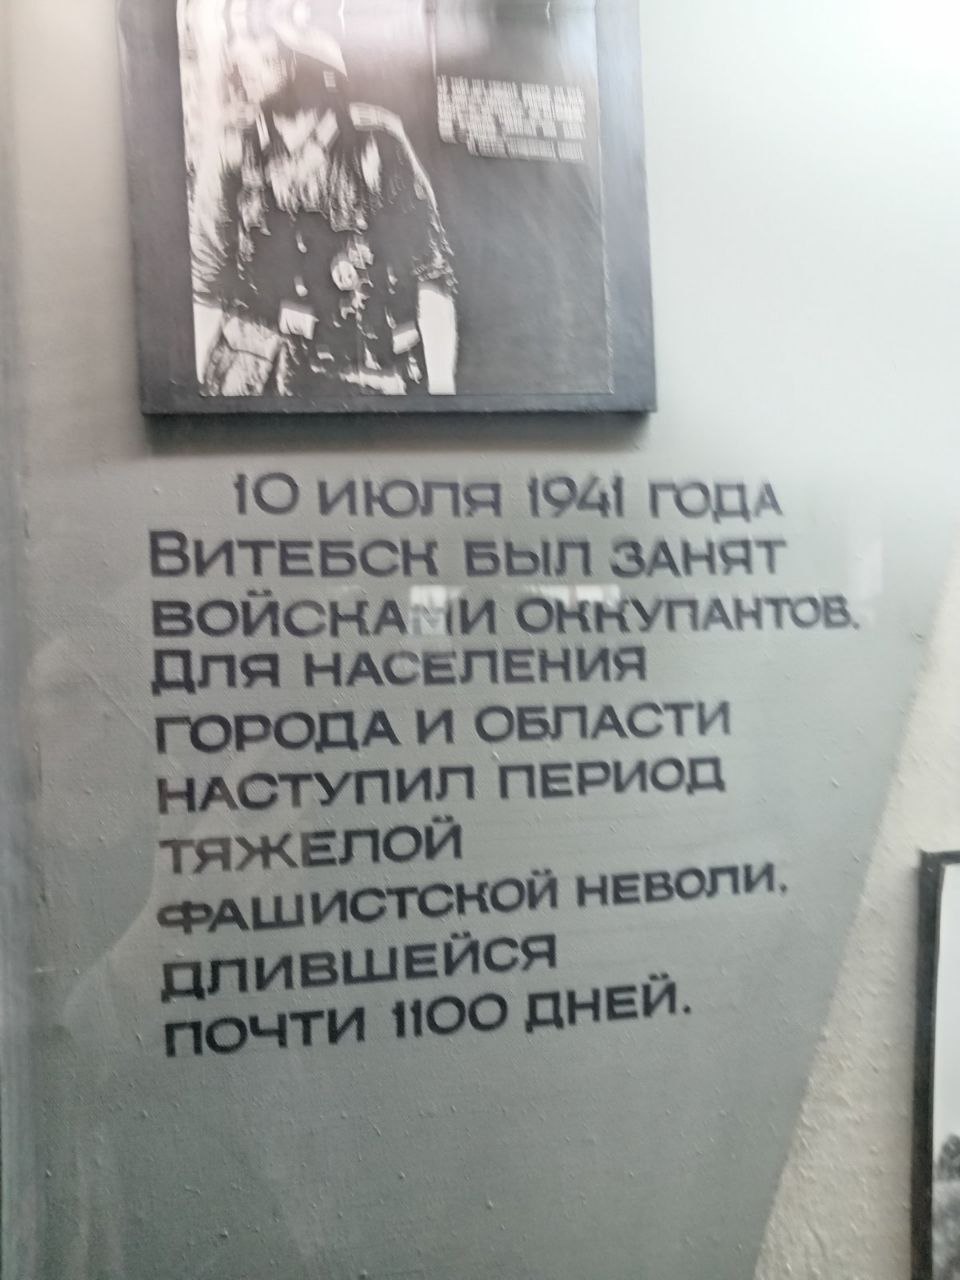 10 ИЮЛЯ 1941 ГОДА
ВИТЕБСК БЫЛ ЗАНЯТ
ВОЙСКАМИ ОККУПАНТОВ.
ДЛЯ НАСЕЛЕНИЯ
ГОРОДА И ОБЛАСТИ
НАСТУПИЛ ПЕРИОД
ТЯЖЕЛОЙ
ФАШИСТСКОЙ НЕВОЛИ,
ДЛИВШЕЙСЯ
ПОЧТИ 1100 ДНЕЙ.